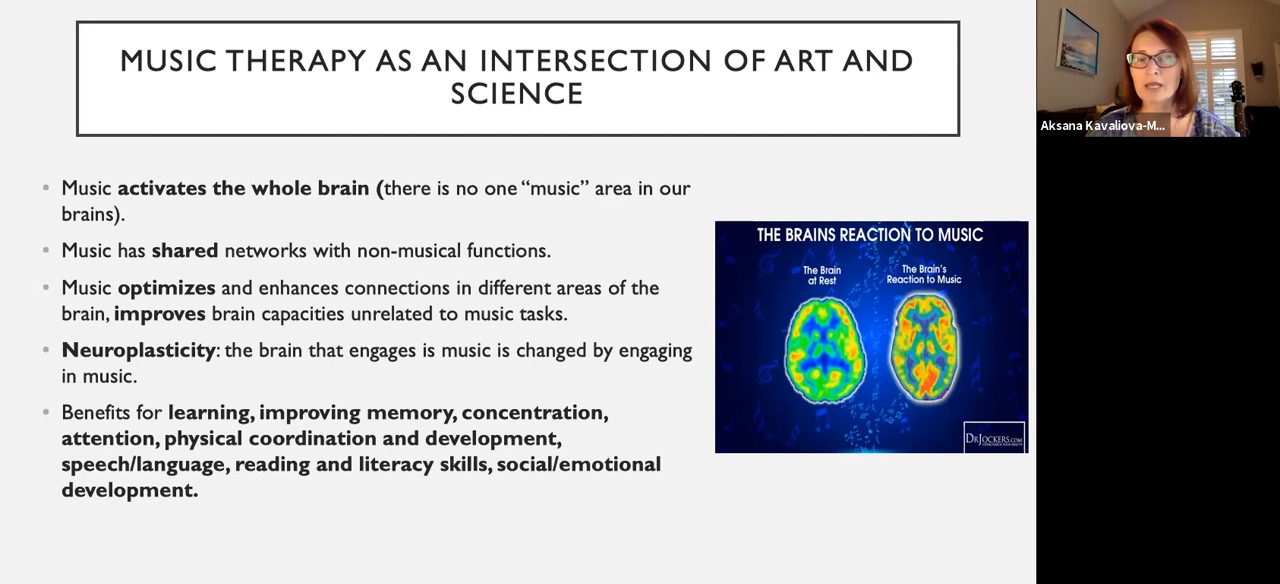 MUSIC THERAPY AS AN INTERSECTION OF ART AND
SCIENCE
Music activates the whole brain (there is no one “music” area in our
brains).
Music has shared networks with non-musical functions.
Music optimizes and enhances connections in different areas of the
brain, improves brain capacities unrelated to music tasks.
Neuroplasticity: the brain that engages is music is changed by engaging
in music.
Benefits for learning, improving memory, concentration,
attention, physical coordination and development,
speech/language, reading and literacy skills, social/emotional
development.
THE BRAINS REACTION TO MUSIC
The Brain
at Rest
The Brain's
Reaction to Music
DRJOCKERS.COM
Aksana Kavaliova-M...